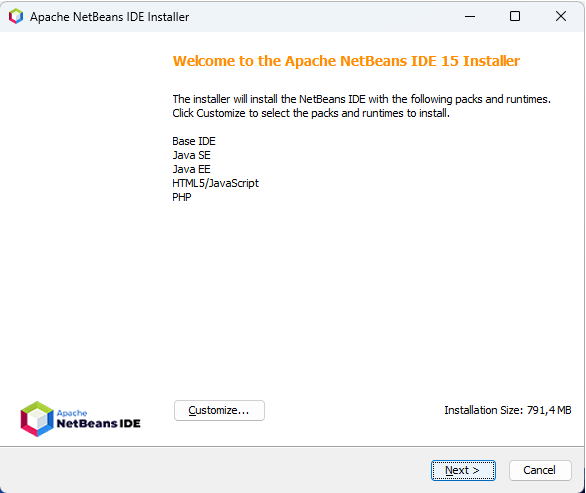 Apache NetBeans IDE Installer
Welcome to the Apache NetBeans IDE 15 Installer
The installer will install the NetBeans IDE with the following packs and runtimes.
Click Customize to select the packs and runtimes to install.
Base IDE
Java SE
Java EE
HTML5/JavaScript
PHP
Apache
NetBeans IDE
Customize...
Installation Size: 791,4 MB
Next >
Cancel